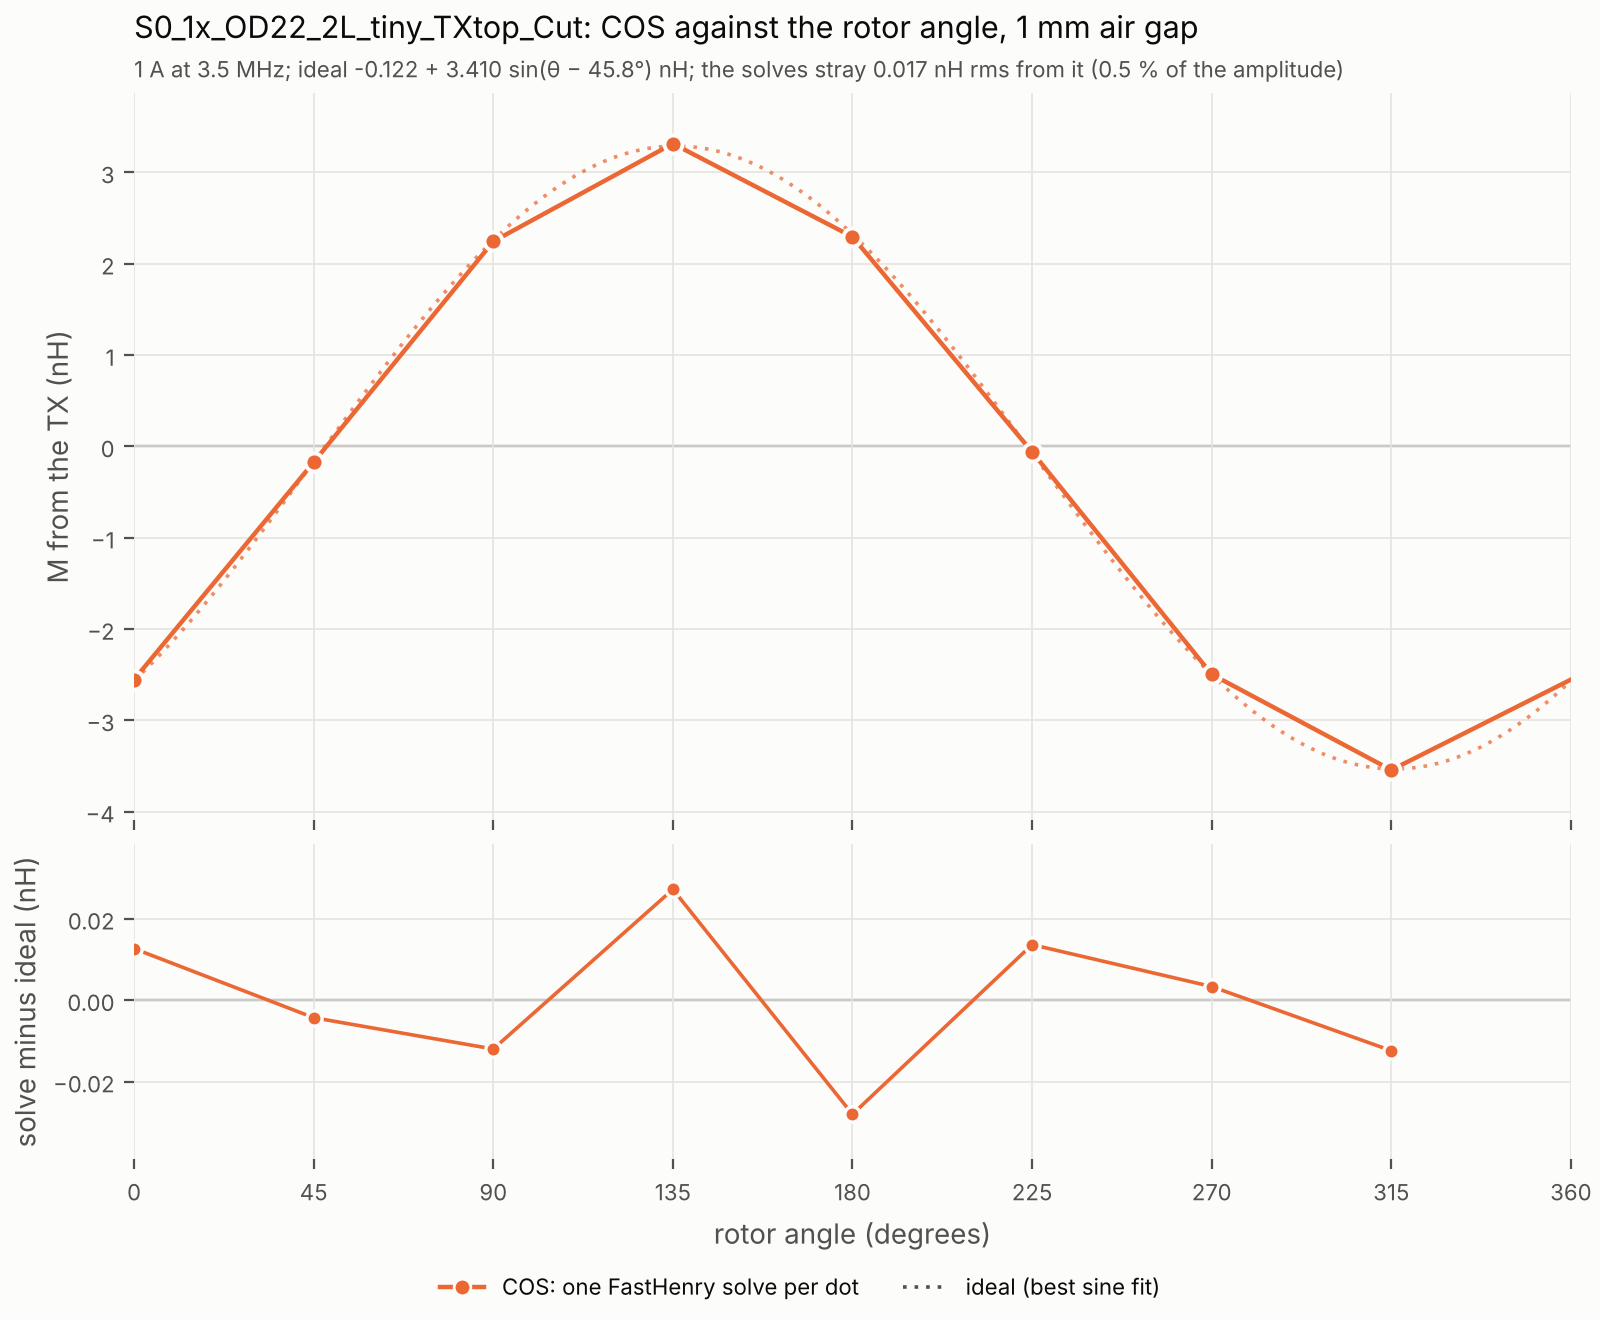 S0_1x_OD22_2L_tiny_TXtop_Cut: COS against the rotor angle, 1 mm air gap
1 A at 3.5 MHz; ideal -0.122 + 3.410 sin(θ − 45.8°) nH; the solves stray 0.017 nH rms from it (0.5 % of the amplitude)
M from the TX (nH)
3
2
1
0
−1
−2
−3
−4
solve minus ideal (nH)
0.02
0.00
−0.02
0 45 90 135 180 225 270 315 360
rotor angle (degrees)
COS: one FastHenry solve per dot
ideal (best sine fit)